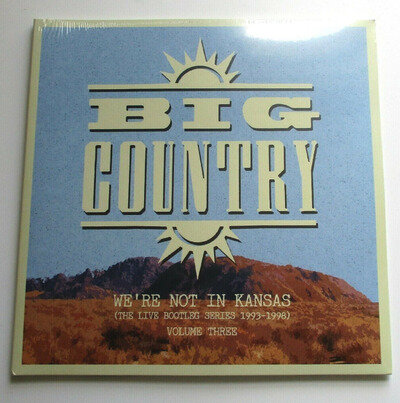 BIG
COUNTRY
WE'RE NOT IN KANSAS
(THE LIVE BOOTLEG SERIES 1993-1998)
VOLUME THREE